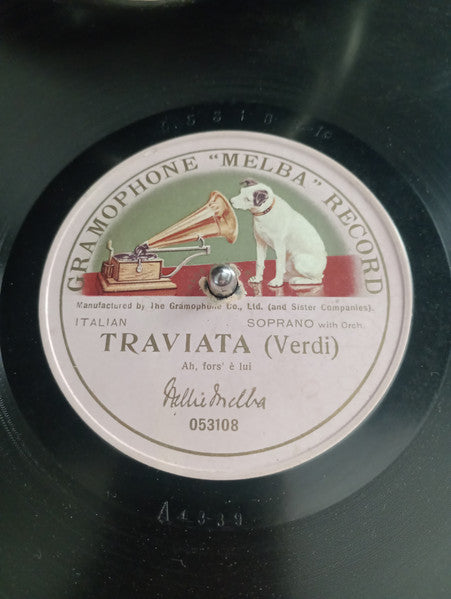 GRAMOPHONE "MELBA" RECORD
Manufactured by The Gramophone Co., Ltd. (and Sister Companies).
ITALIAN SOPRANO with Orch.
TRAVIATA (Verdi)
Ah, fors' è lui
Nellie Melba
053108